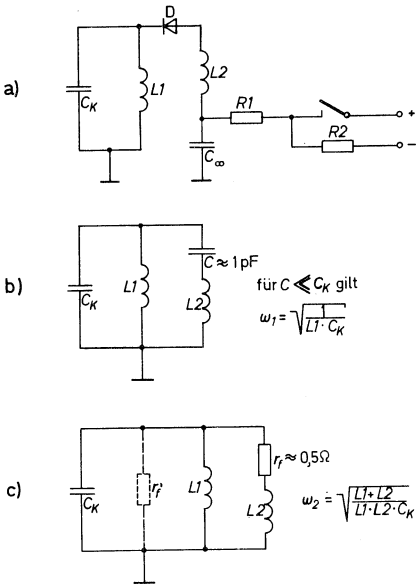 a)
D
C_K
L1
L2
C_∞
R1
R2
+
−
b)
C_K
L1
C ≈ 1pF
L2
für C ≪ C_K gilt
ω₁ = √(1 / L1 · C_K)
c)
C_K
r_f'
L1
r_f ≈ 0,5Ω
L2
ω₂ = √(L1 + L2 / L1 · L2 · C_K)